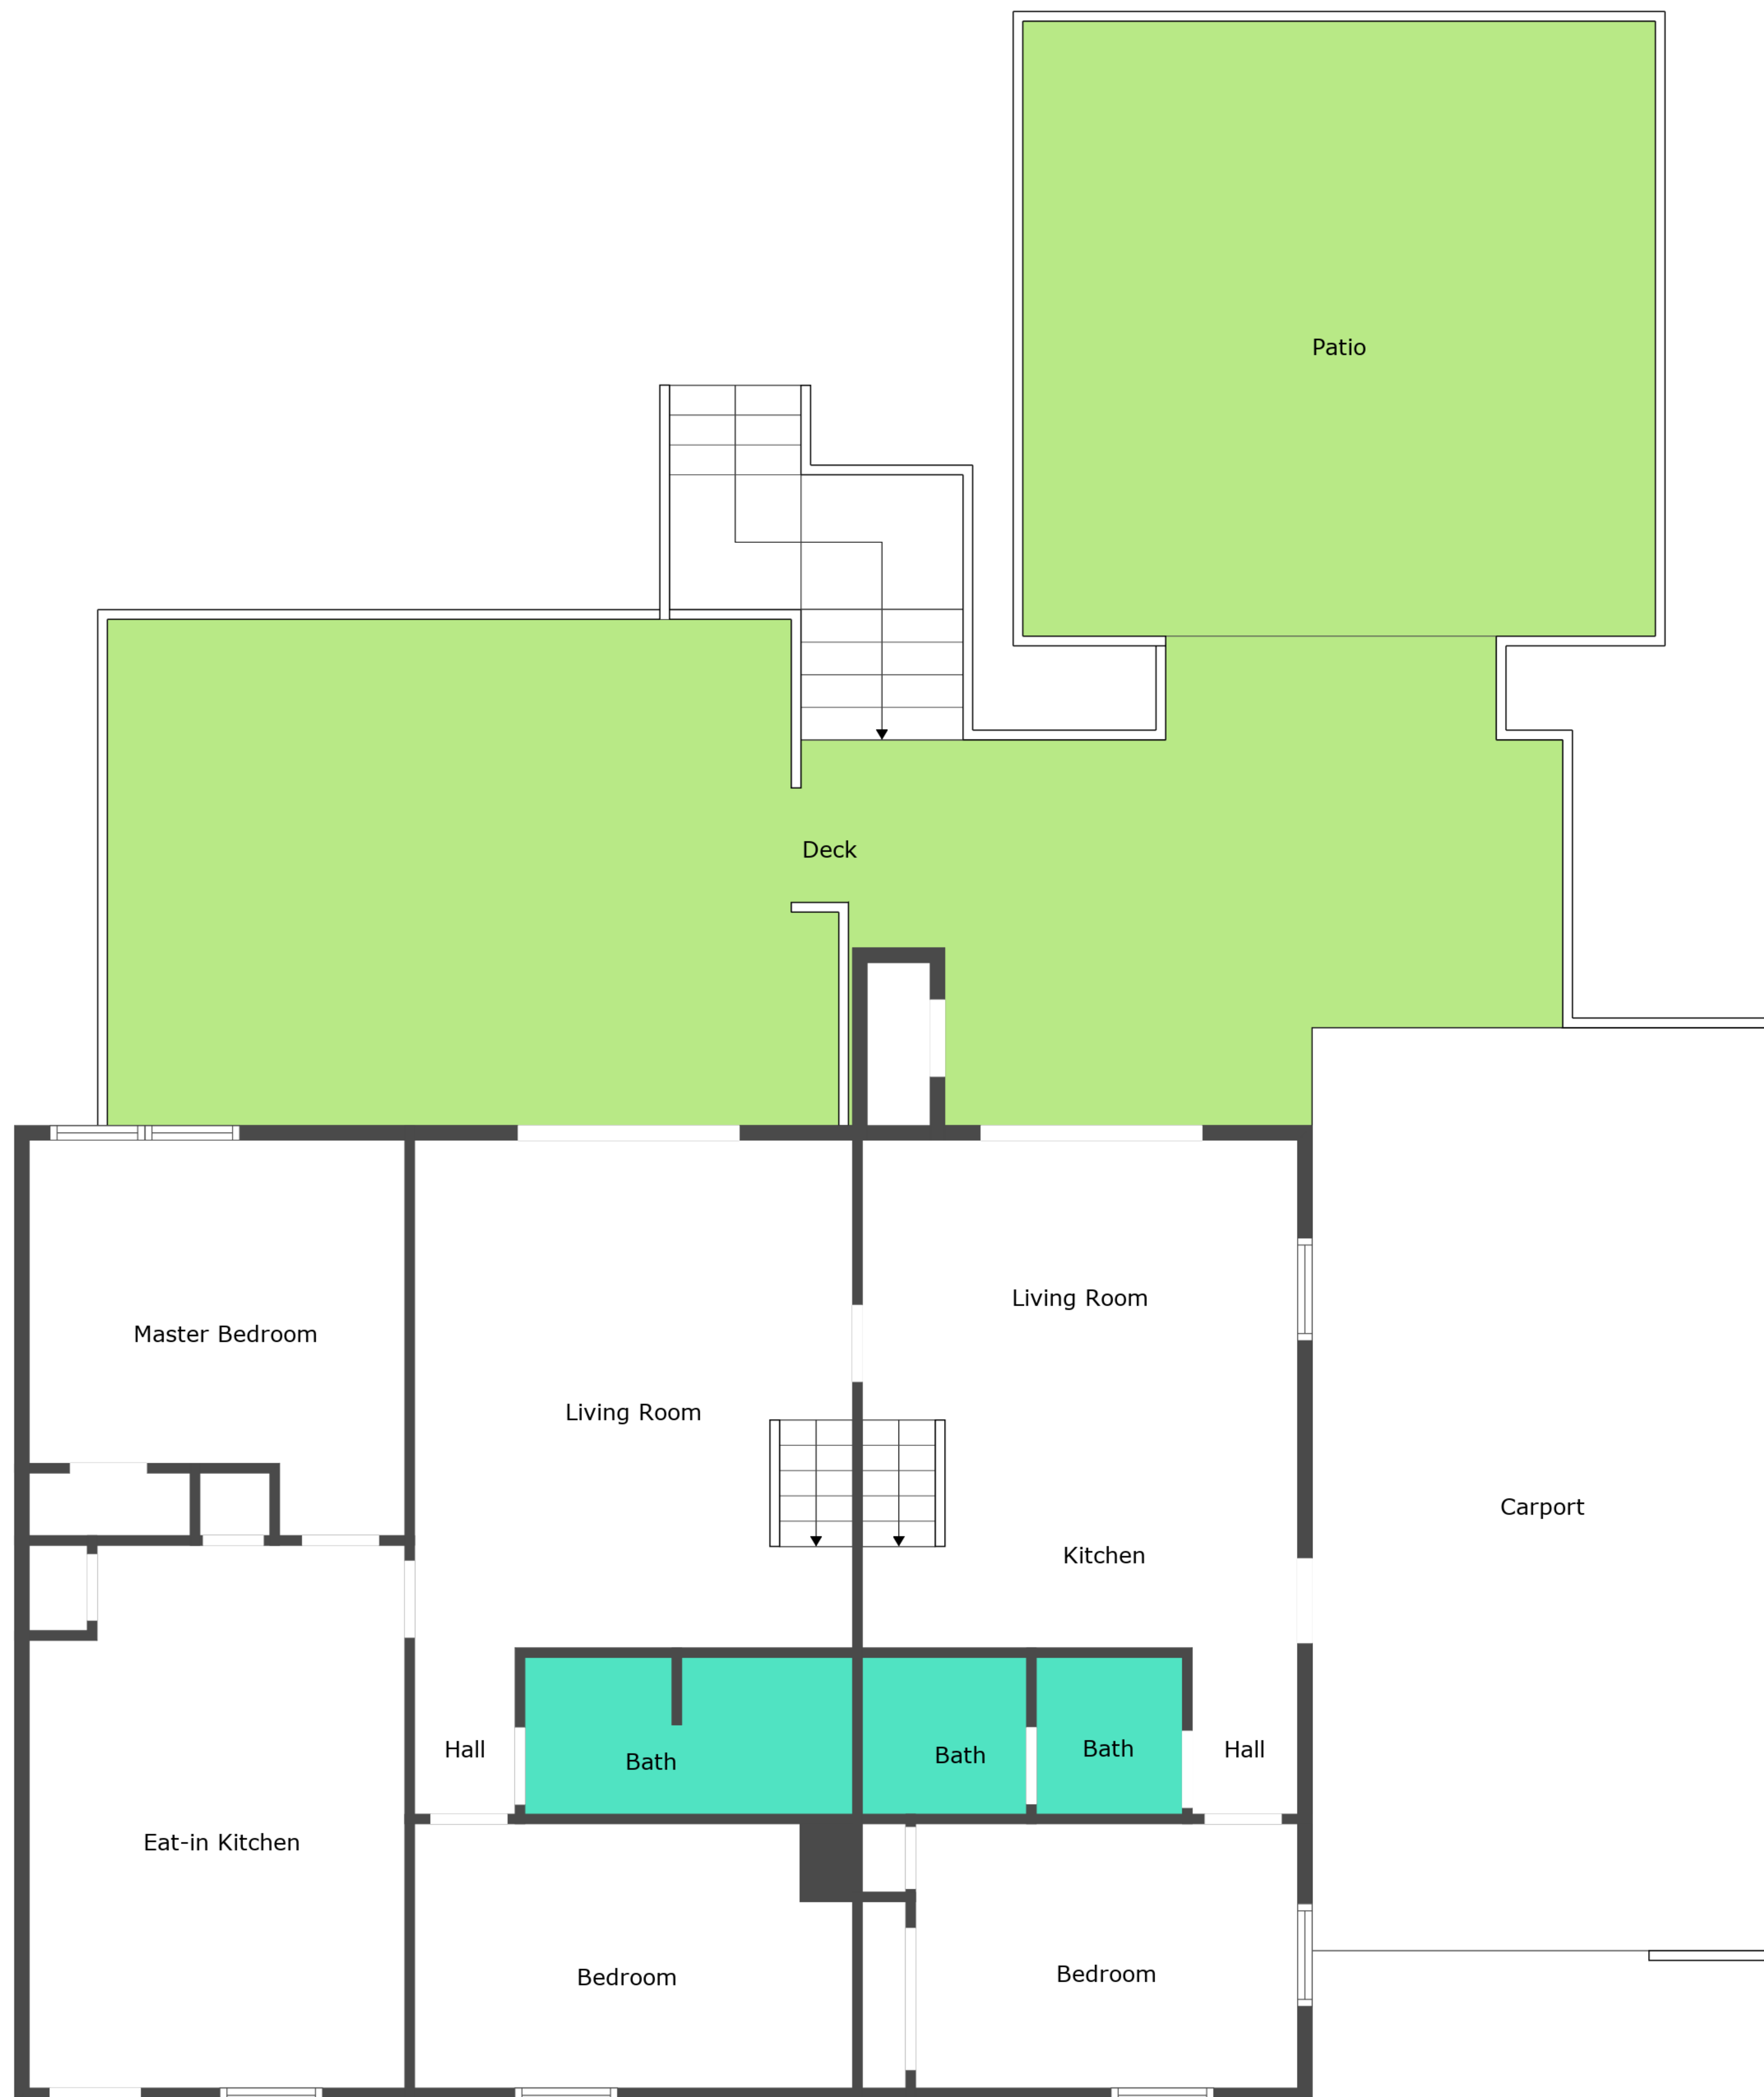 Patio
Deck
Living Room
Master Bedroom
Living Room
Carport
Kitchen
Hall
Bath
Bath
Bath
Hall
Eat-in Kitchen
Bedroom
Bedroom